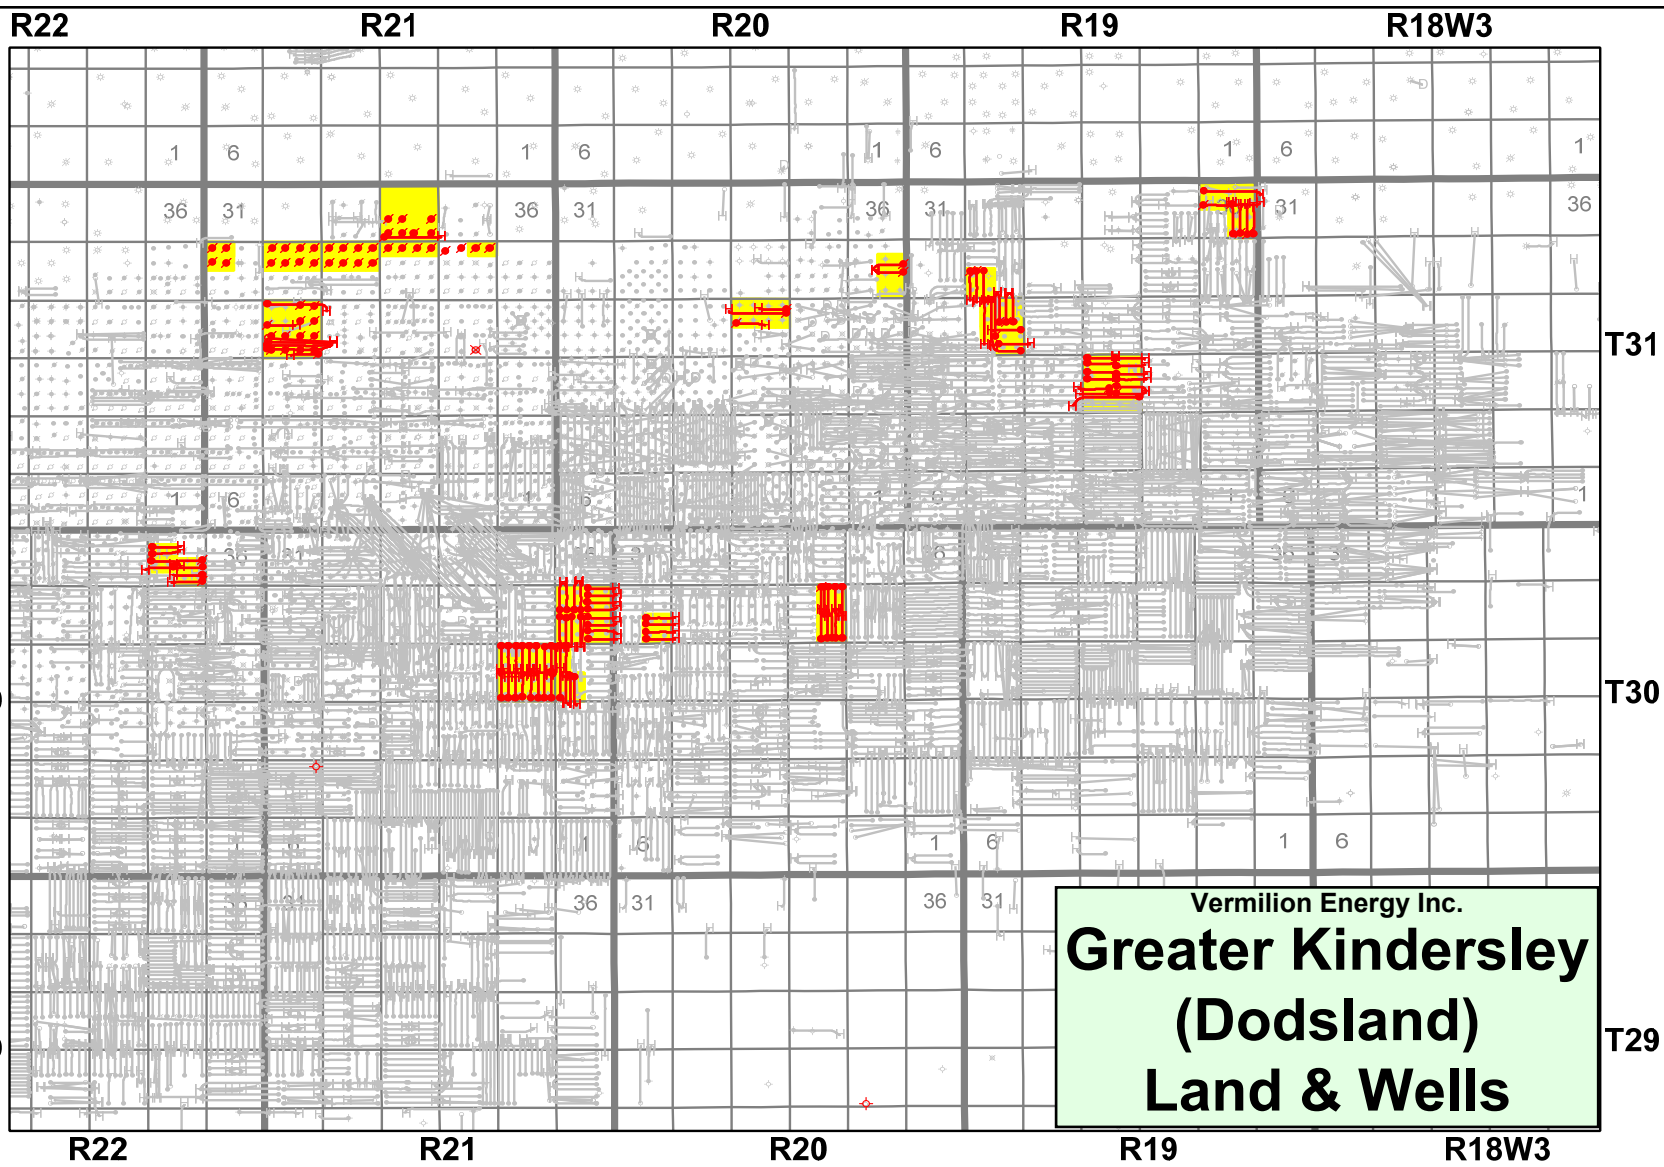 R22 R21 R20 R19 R18W3
1 6 1 6 1 6 1 6 1
36 31 36 31 36 31 31 36
T31
1 6 1 1
T30
1 6 1 6
36 31 36 31
Vermilion Energy Inc.
Greater Kindersley
(Dodsland)
Land & Wells
T29
R22 R21 R20 R19 R18W3